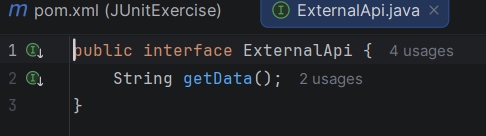 m pom.xml (JUnitExercise) I ExternalApi.java ×
1 I public interface ExternalApi { 4 usages
2 I String getData(); 2 usages
3 }